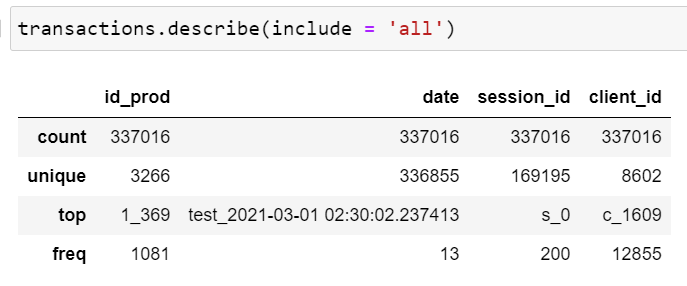 transactions.describe(include = 'all')
id_prod date session_id client_id
count 337016 337016 337016 337016
unique 3266 336855 169195 8602
top 1_369 test_2021-03-01 02:30:02.237413 s_0 c_1609
freq 1081 13 200 12855